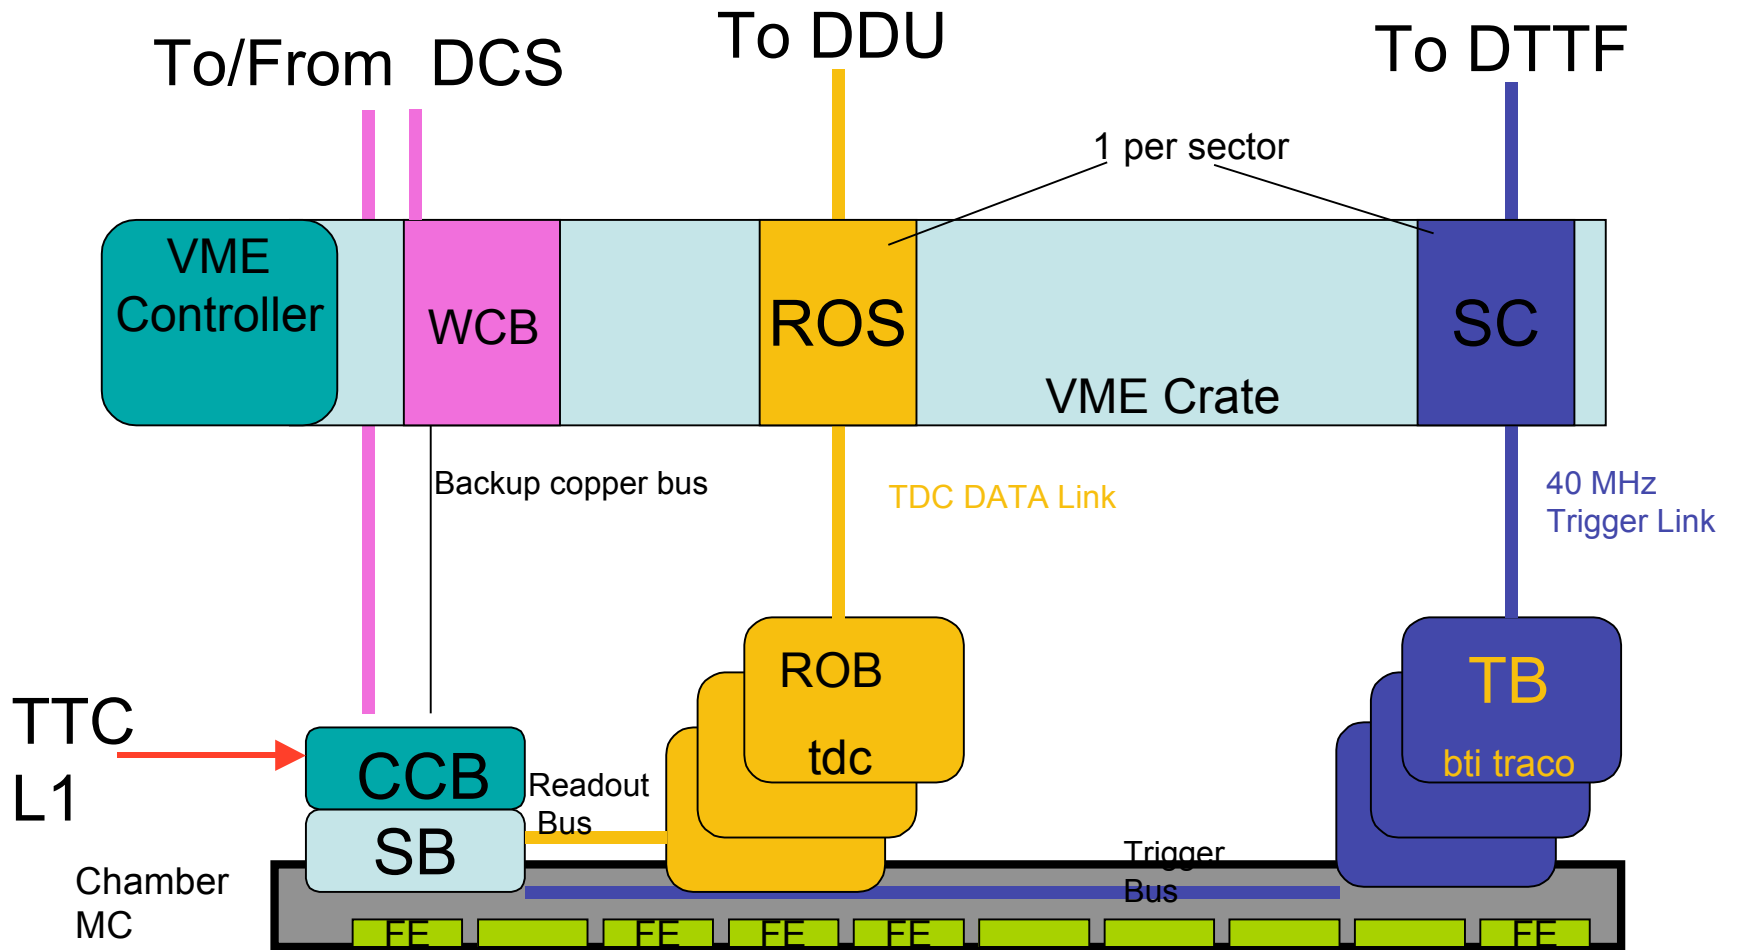 To/From DCS
To DDU
To DTTF
1 per sector
VME
Controller
WCB
ROS
VME Crate
SC
Backup copper bus
TDC DATA Link
40 MHz
Trigger Link
TTC
L1
CCB
SB
Readout
Bus
ROB
tdc
TB
bti traco
Trigger
Bus
Chamber
MC
FE
FE
FE
FE
FE